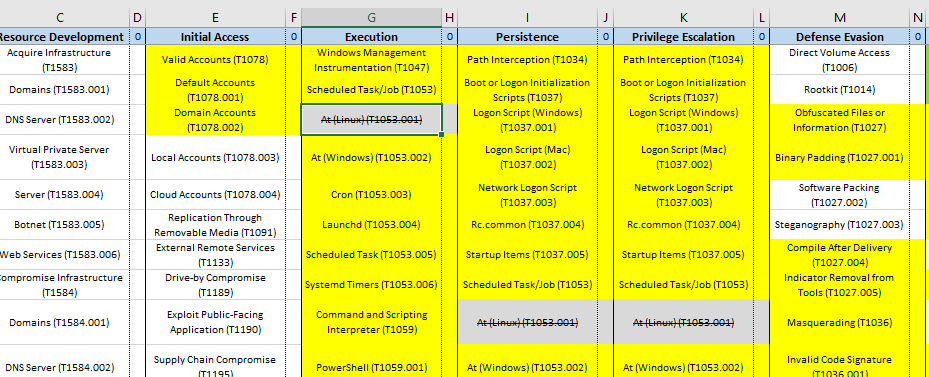 C D E F G H I J K L M N
Resource Development 0 Initial Access 0 Execution 0 Persistence 0 Privilege Escalation 0 Defense Evasion 0
Acquire Infrastructure
(T1583)
Valid Accounts (T1078)
Windows Management
Instrumentation (T1047)
Path Interception (T1034)
Path Interception (T1034)
Direct Volume Access
(T1006)
Domains (T1583.001)
Default Accounts
(T1078.001)
Scheduled Task/Job (T1053)
Boot or Logon Initialization
Scripts (T1037)
Boot or Logon Initialization
Scripts (T1037)
Rootkit (T1014)
DNS Server (T1583.002)
Domain Accounts
(T1078.002)
At (Linux) (T1053.001)
Logon Script (Windows)
(T1037.001)
Logon Script (Windows)
(T1037.001)
Obfuscated Files or
Information (T1027)
Virtual Private Server
(T1583.003)
Local Accounts (T1078.003)
At (Windows) (T1053.002)
Logon Script (Mac)
(T1037.002)
Logon Script (Mac)
(T1037.002)
Binary Padding (T1027.001)
Server (T1583.004)
Cloud Accounts (T1078.004)
Cron (T1053.003)
Network Logon Script
(T1037.003)
Network Logon Script
(T1037.003)
Software Packing
(T1027.002)
Botnet (T1583.005)
Replication Through
Removable Media (T1091)
Launchd (T1053.004)
Rc.common (T1037.004)
Rc.common (T1037.004)
Steganography (T1027.003)
Web Services (T1583.006)
External Remote Services
(T1133)
Scheduled Task (T1053.005)
Startup Items (T1037.005)
Startup Items (T1037.005)
Compile After Delivery
(T1027.004)
Compromise Infrastructure
(T1584)
Drive-by Compromise
(T1189)
Systemd Timers (T1053.006)
Scheduled Task/Job (T1053)
Scheduled Task/Job (T1053)
Indicator Removal from
Tools (T1027.005)
Domains (T1584.001)
Exploit Public-Facing
Application (T1190)
Command and Scripting
Interpreter (T1059)
At (Linux) (T1053.001)
At (Linux) (T1053.001)
Masquerading (T1036)
DNS Server (T1584.002)
Supply Chain Compromise
(T1195)
PowerShell (T1059.001)
At (Windows) (T1053.002)
At (Windows) (T1053.002)
Invalid Code Signature
(T1036.001)